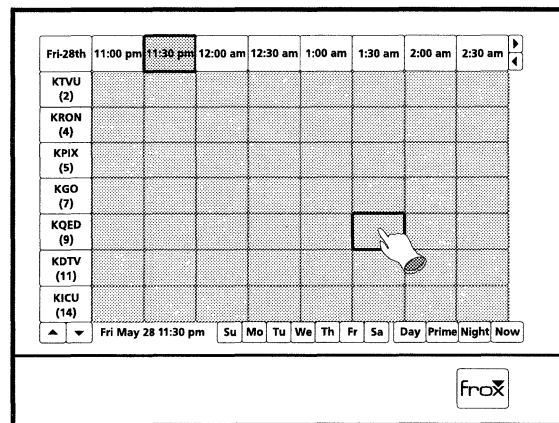 Fri-28th 11:00 pm 11:30 pm 12:00 am 12:30 am 1:00 am 1:30 am 2:00 am 2:30 am
KTVU
(2)
KRON
(4)
KPIX
(5)
KGO
(7)
KQED
(9)
KDTV
(11)
KICU
(14)
Fri May 28 11:30 pm Su Mo Tu We Th Fr Sa Day Prime Night Now
frox